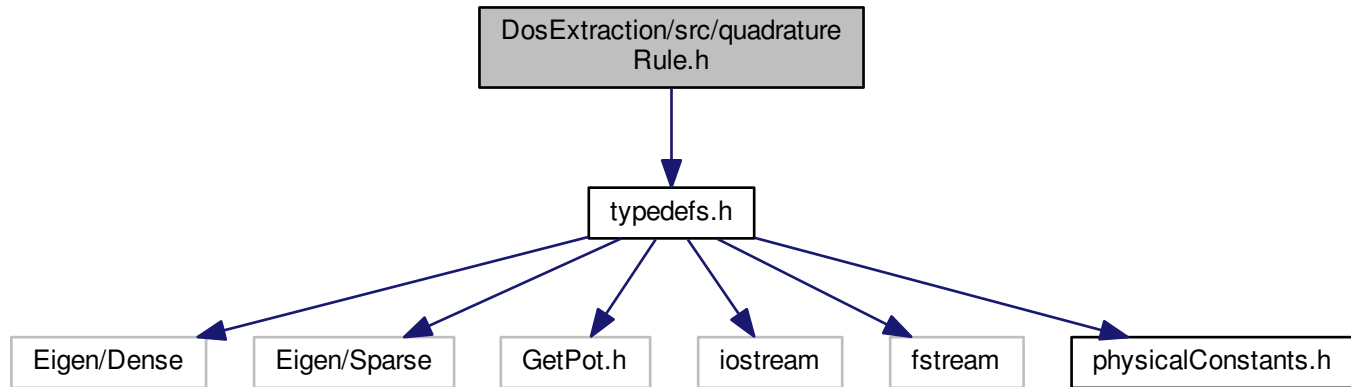 DosExtraction/src/quadrature
Rule.h
typedefs.h
Eigen/Dense
Eigen/Sparse
GetPot.h
iostream
fstream
physicalConstants.h